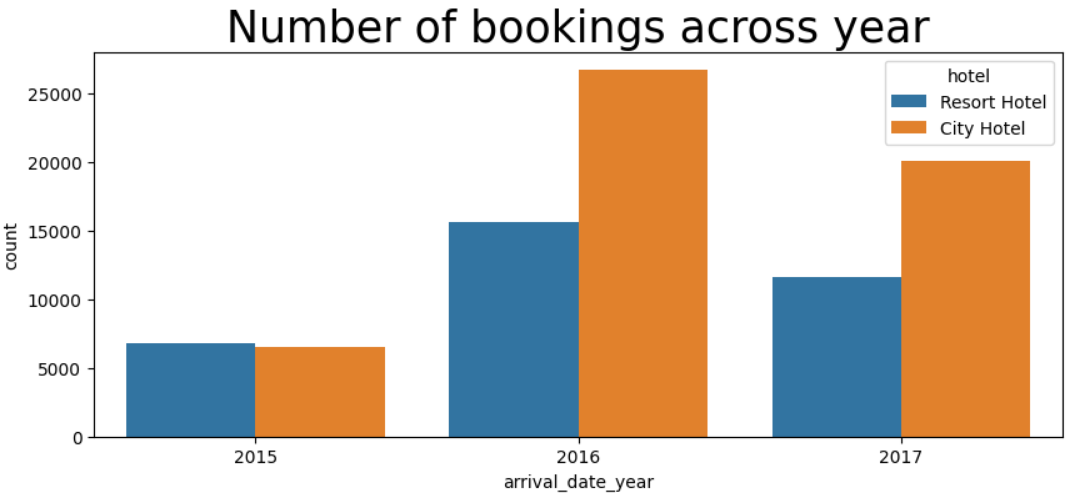 Number of bookings across year
hotel
Resort Hotel
City Hotel
count
25000
20000
15000
10000
5000
0
2015 2016 2017
arrival_date_year